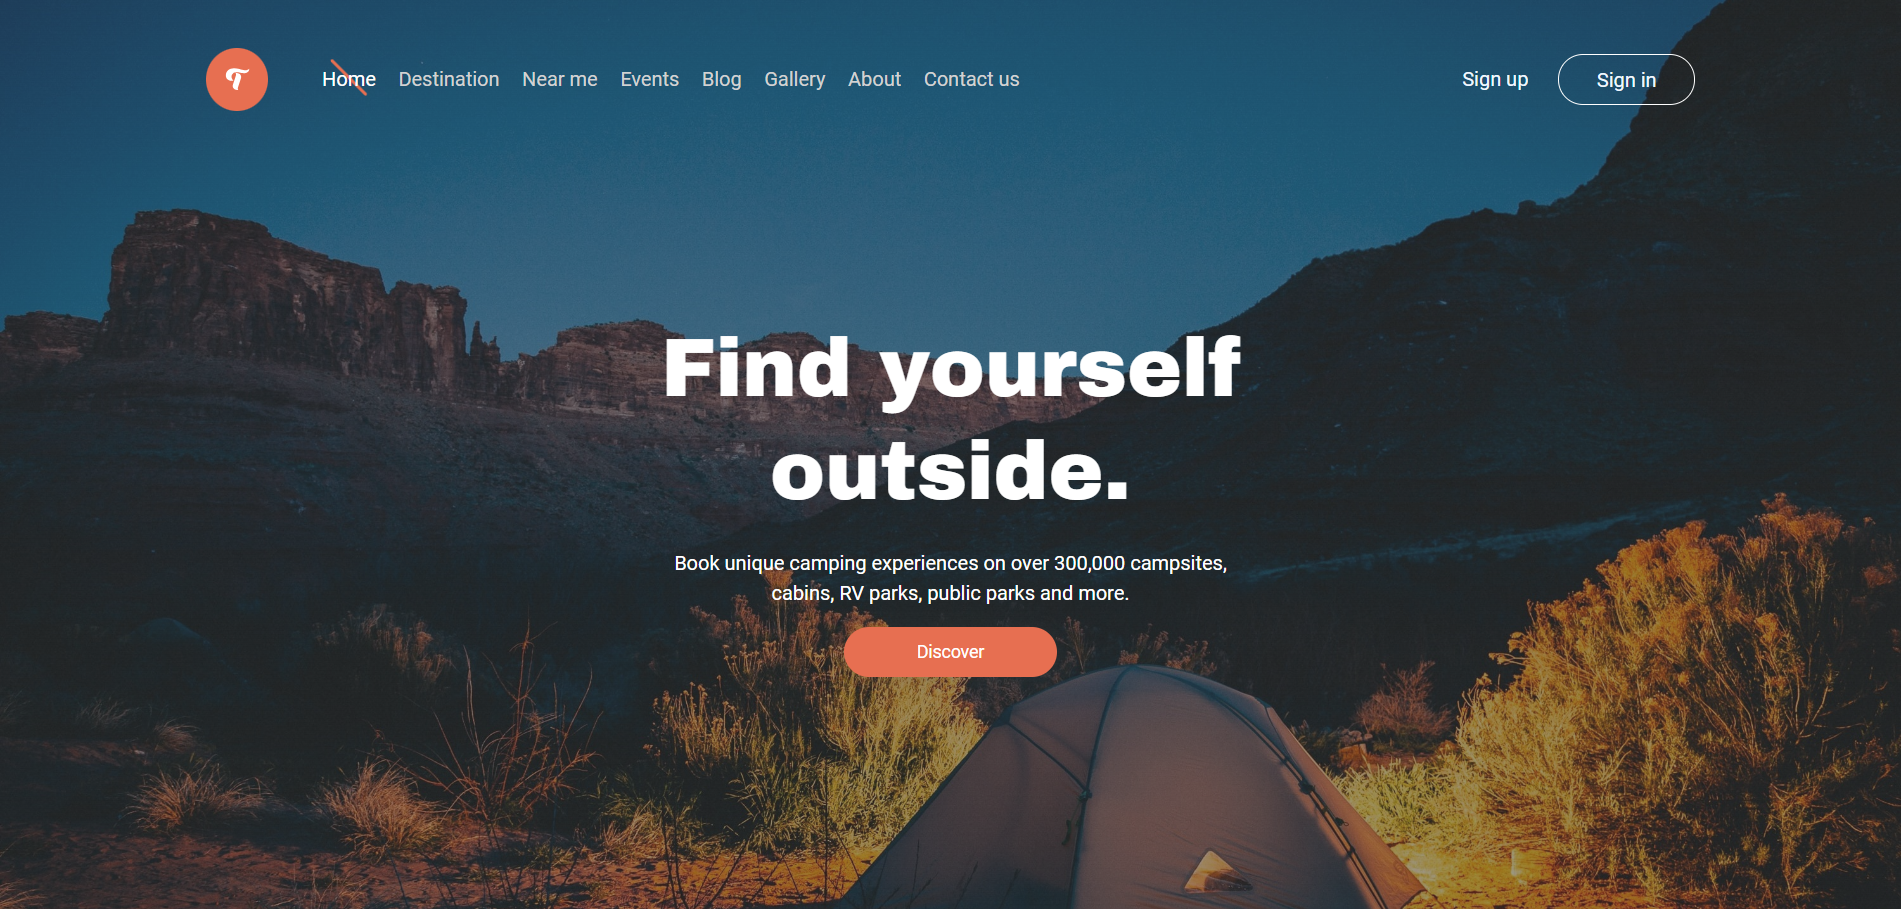 T
Home Destination Near me Events Blog Gallery About Contact us Sign up Sign in
Find yourself
outside.
Book unique camping experiences on over 300,000 campsites,
cabins, RV parks, public parks and more.
Discover